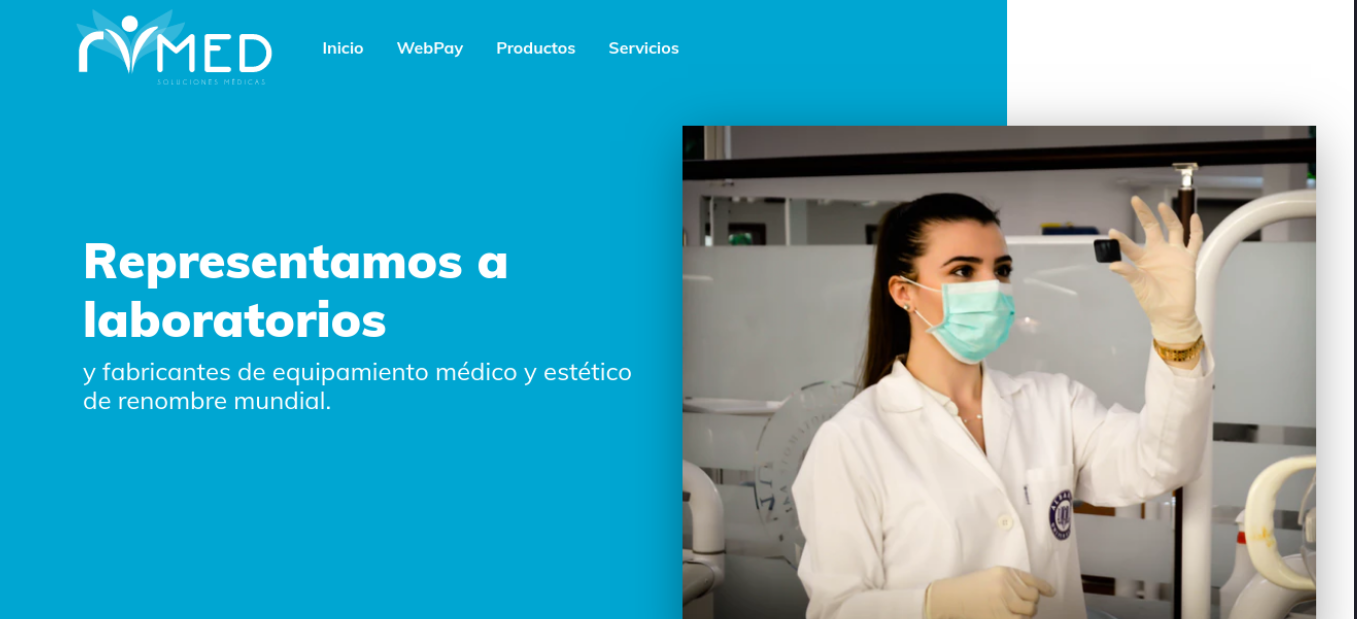 rYMED
SOLUCIONES MÉDICAS
Inicio WebPay Productos Servicios
Representamos a
laboratorios
y fabricantes de equipamiento médico y estético
de renombre mundial.